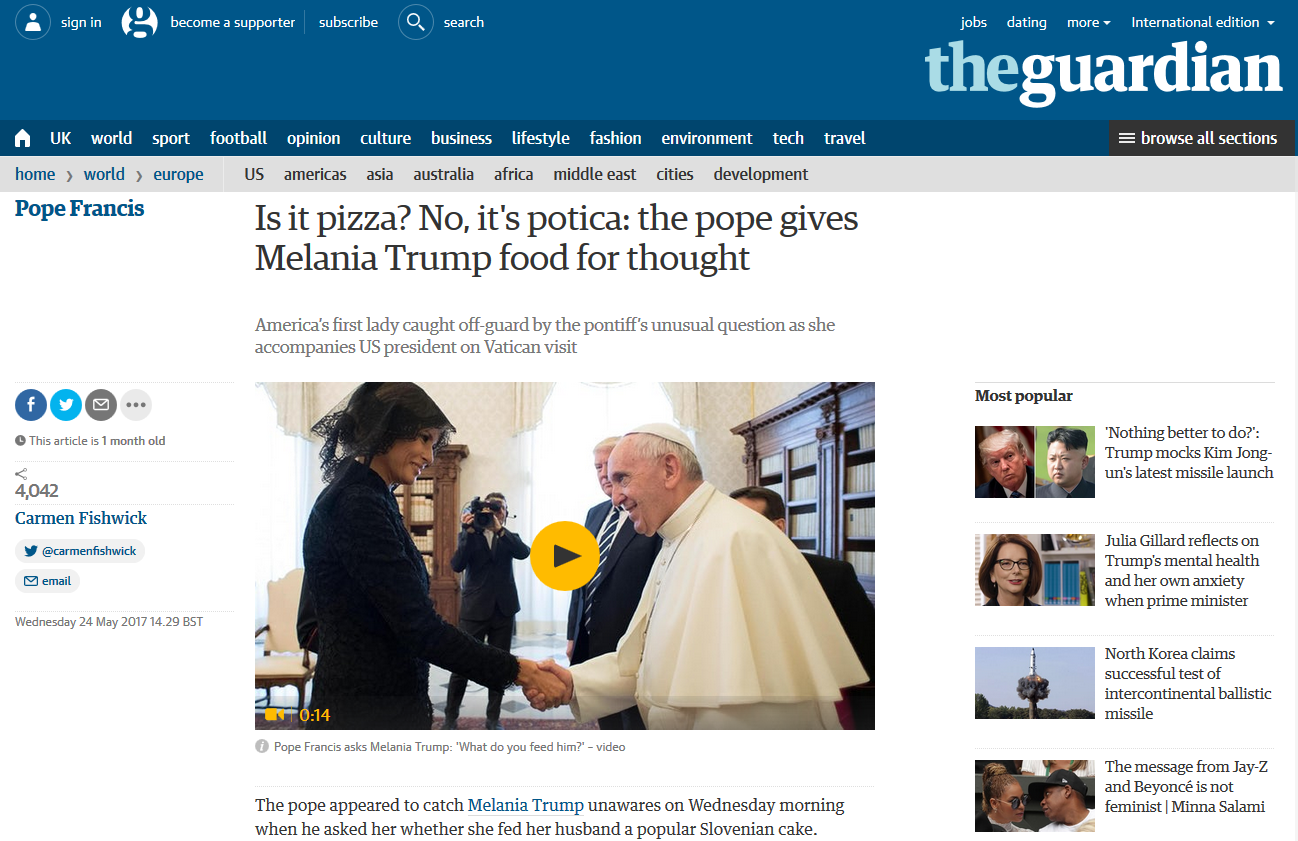 sign in
become a supporter
subscribe
search
jobs
dating
more
International edition
theguardian
UK world sport football opinion culture business lifestyle fashion environment tech travel
browse all sections
home world europe
US americas asia australia africa middle east cities development
Pope Francis
Is it pizza? No, it's potica: the pope gives
Melania Trump food for thought
America's first lady caught off-guard by the pontiff's unusual question as she
accompanies US president on Vatican visit
This article is 1 month old
4,042
Carmen Fishwick
@carmenfishwick
email
Wednesday 24 May 2017 14.29 BST
0:14
Pope Francis asks Melania Trump: 'What do you feed him?' – video
The pope appeared to catch Melania Trump unawares on Wednesday morning
when he asked her whether she fed her husband a popular Slovenian cake.
Most popular
'Nothing better to do?':
Trump mocks Kim Jong-
un's latest missile launch
Julia Gillard reflects on
Trump's mental health
and her own anxiety
when prime minister
North Korea claims
successful test of
intercontinental ballistic
missile
The message from Jay-Z
and Beyoncé is not
feminist | Minna Salami